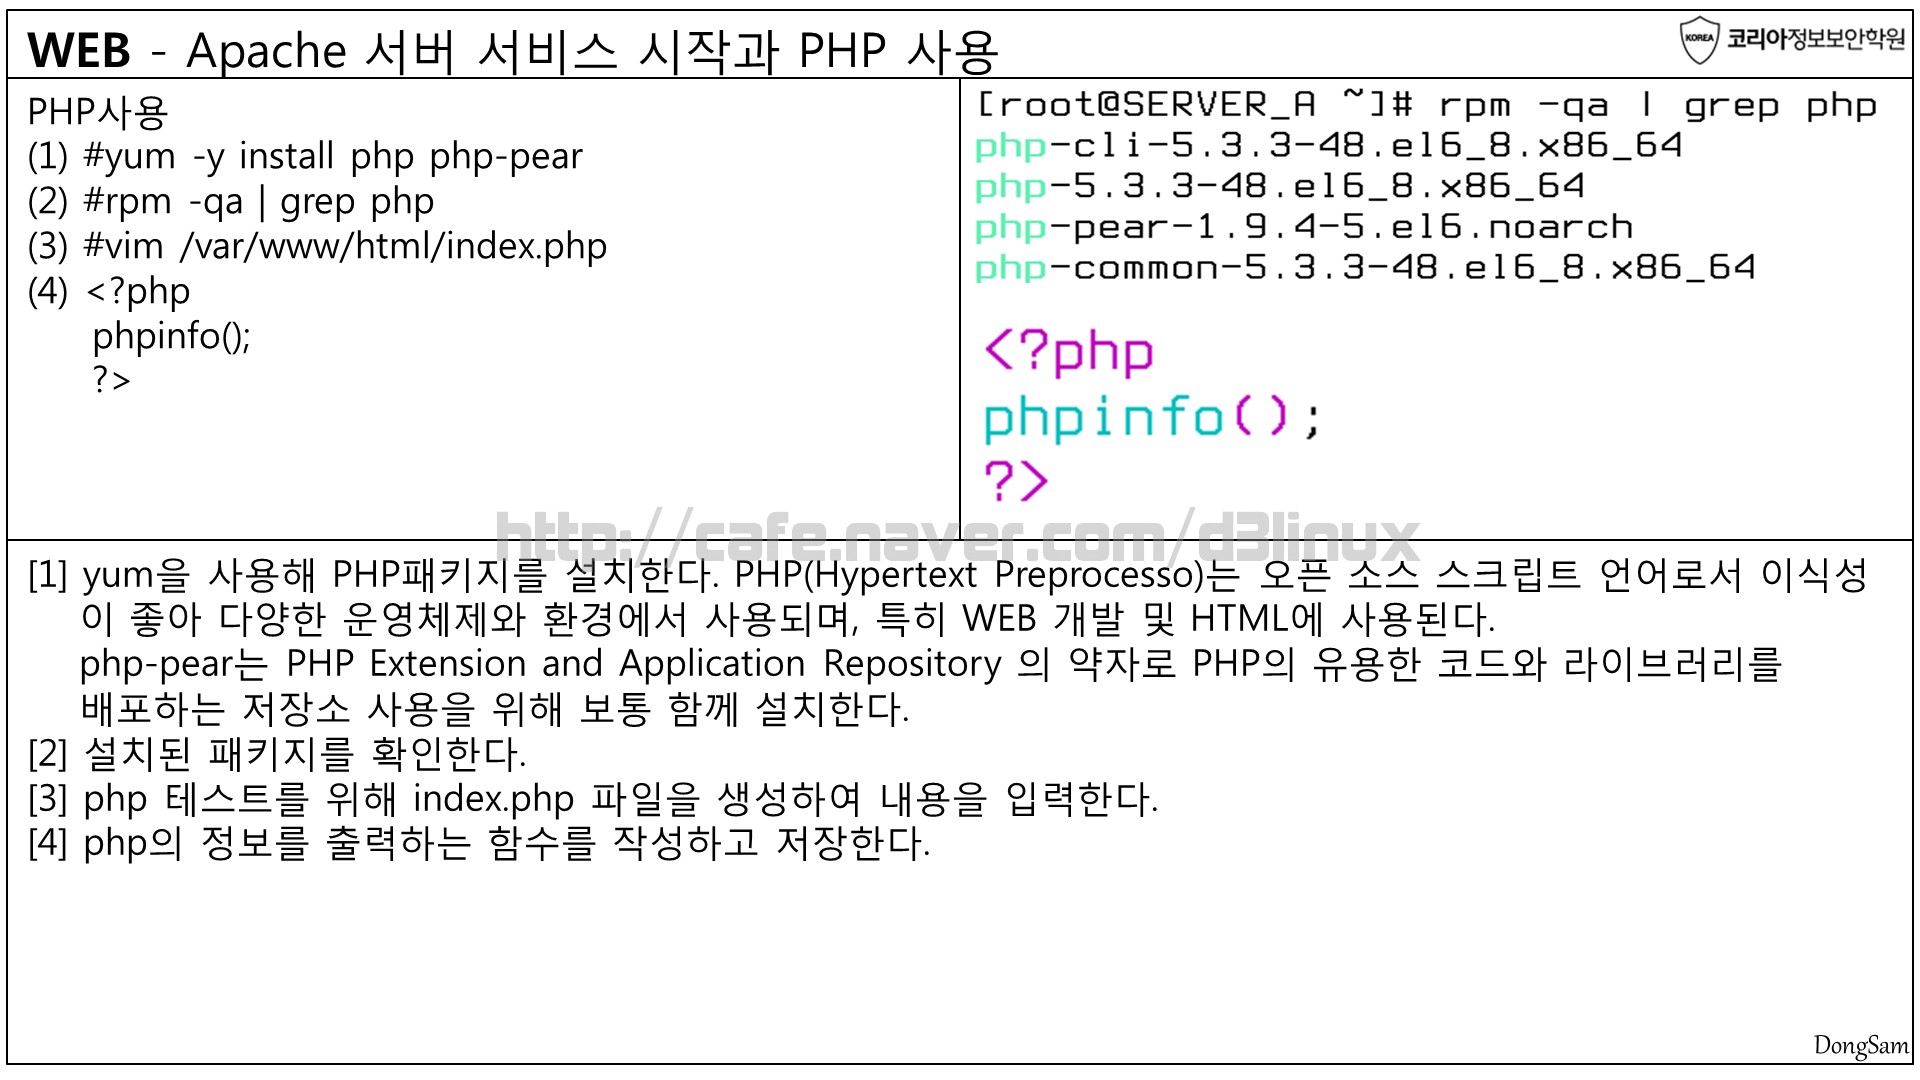 WEB - Apache 서버 서비스 시작과 PHP 사용
KOREA 코리아정보보안학원
PHP사용
(1) #yum -y install php php-pear
(2) #rpm -qa | grep php
(3) #vim /var/www/html/index.php
(4) <?php
phpinfo();
?>
[root@SERVER_A ~]# rpm -qa | grep php
php-cli-5.3.3-48.el6_8.x86_64
php-5.3.3-48.el6_8.x86_64
php-pear-1.9.4-5.el6.noarch
php-common-5.3.3-48.el6_8.x86_64
<?php
phpinfo();
?>
http://cafe.naver.com/d3linux
[1] yum을 사용해 PHP패키지를 설치한다. PHP(Hypertext Preprocesso)는 오픈 소스 스크립트 언어로서 이식성
이 좋아 다양한 운영체제와 환경에서 사용되며, 특히 WEB 개발 및 HTML에 사용된다.
php-pear는 PHP Extension and Application Repository 의 약자로 PHP의 유용한 코드와 라이브러리를
배포하는 저장소 사용을 위해 보통 함께 설치한다.
[2] 설치된 패키지를 확인한다.
[3] php 테스트를 위해 index.php 파일을 생성하여 내용을 입력한다.
[4] php의 정보를 출력하는 함수를 작성하고 저장한다.
DongSam